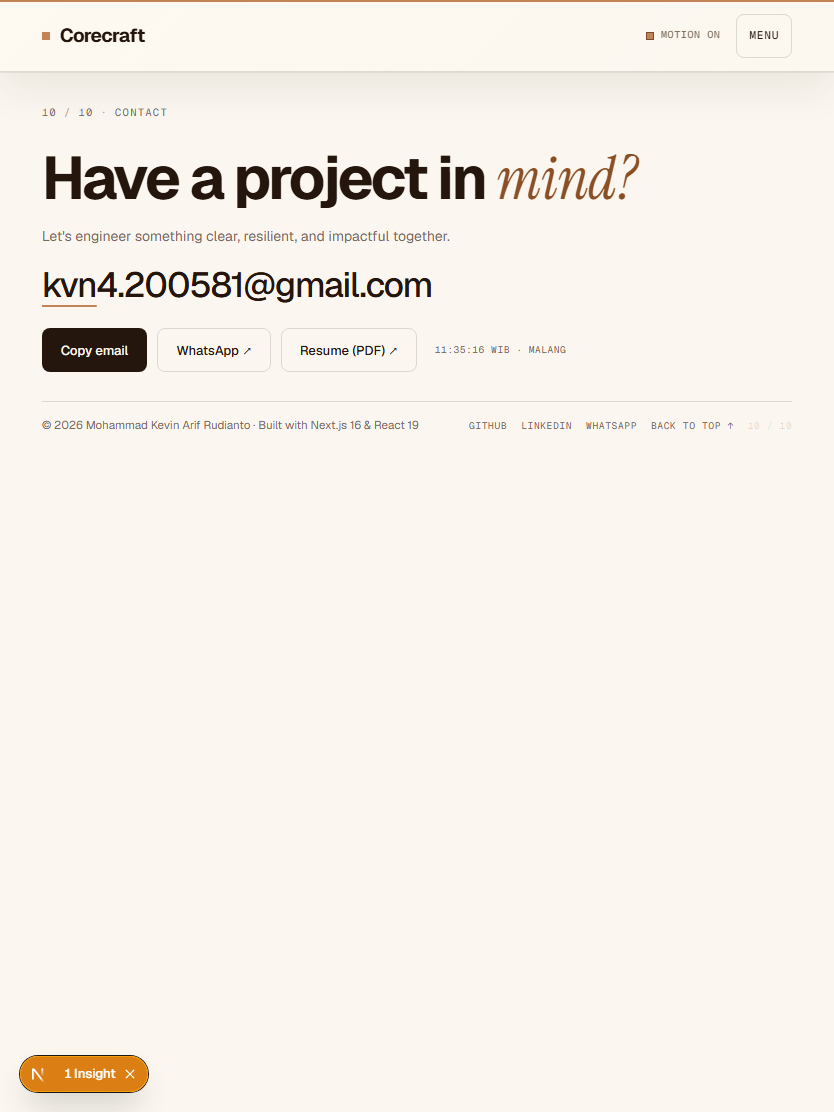 Corecraft
MOTION ON
MENU
10 / 10 · CONTACT
Have a project in mind?
Let's engineer something clear, resilient, and impactful together.
kvn4.200581@gmail.com
Copy email
WhatsApp ↗
Resume (PDF) ↗
11:35:16 WIB · MALANG
© 2026 Mohammad Kevin Arif Rudianto · Built with Next.js 16 & React 19
GITHUB
LINKEDIN
WHATSAPP
BACK TO TOP ↑
10 / 10
1 Insight